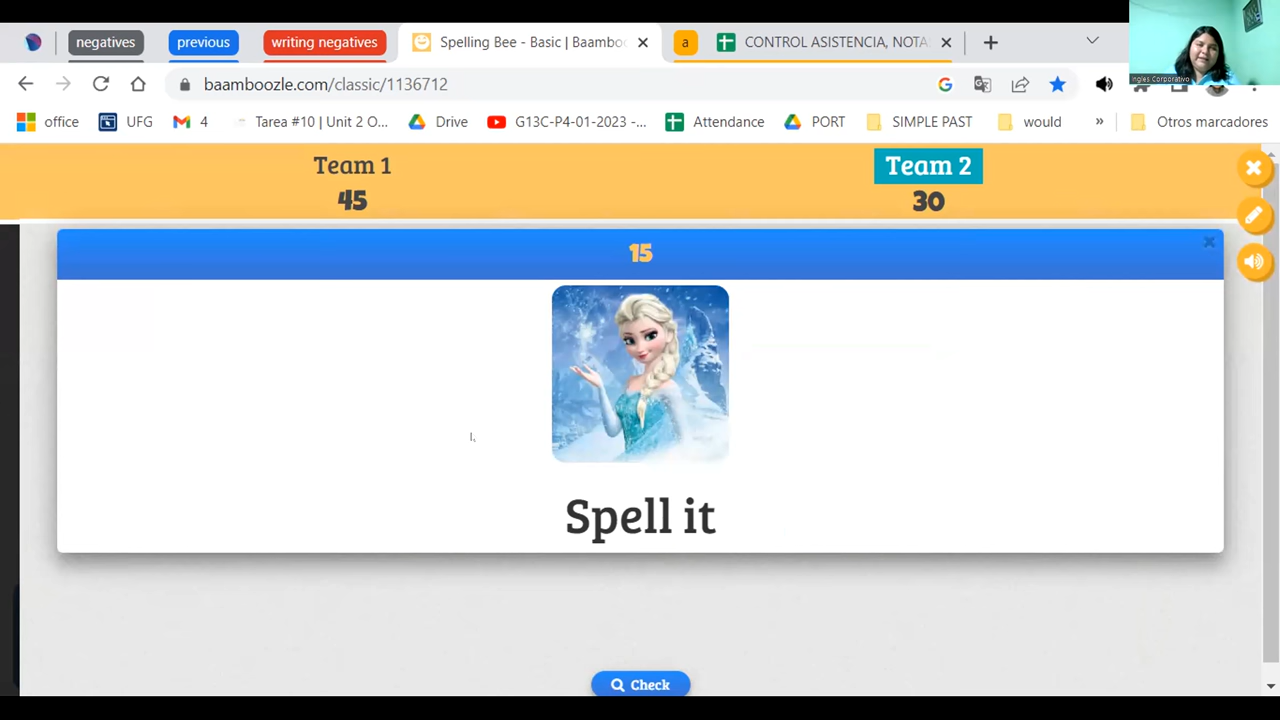 negatives
previous
writing negatives
Spelling Bee - Basic | Baambo
a
CONTROL ASISTENCIA, NOTA
Ingles Corporativo
baamboozle.com/classic/1136712
office
UFG
4
Tarea #10 | Unit 2 O...
Drive
G13C-P4-01-2023 -...
Attendance
PORT
SIMPLE PAST
would
»
Otros marcadores
Team 1
Team 2
45
30
15
Spell it
Check